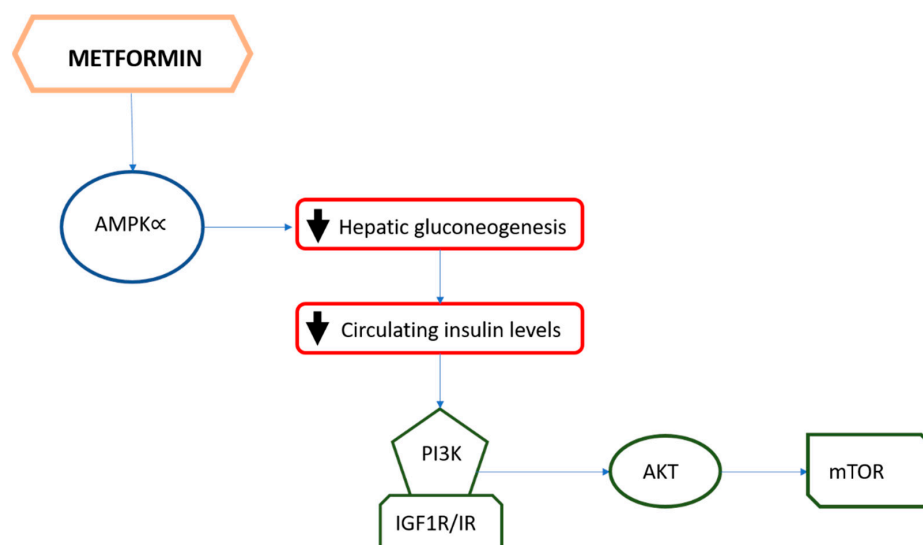 METFORMIN
AMPK∝
Hepatic gluconeogenesis
Circulating insulin levels
PI3K
AKT
mTOR
IGF1R/IR